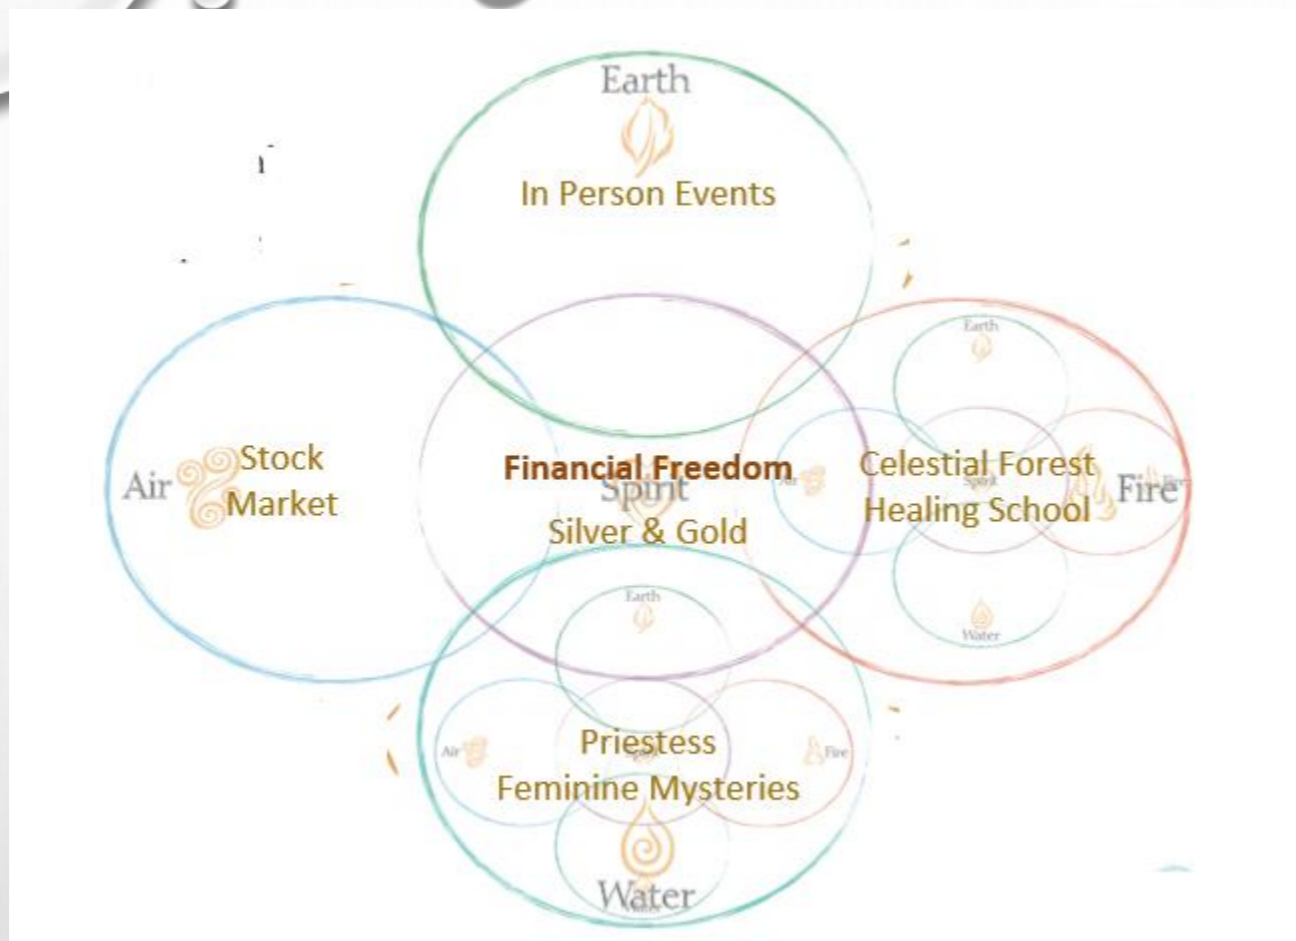 Earth
In Person Events
Earth
Air
Stock
Market
Financial Freedom
Spirit
Silver & Gold
Air
Celestial Forest
Healing School
Spirit
Fire
Fire
Water
Earth
Air
Priestess
Feminine Mysteries
Fire
Water